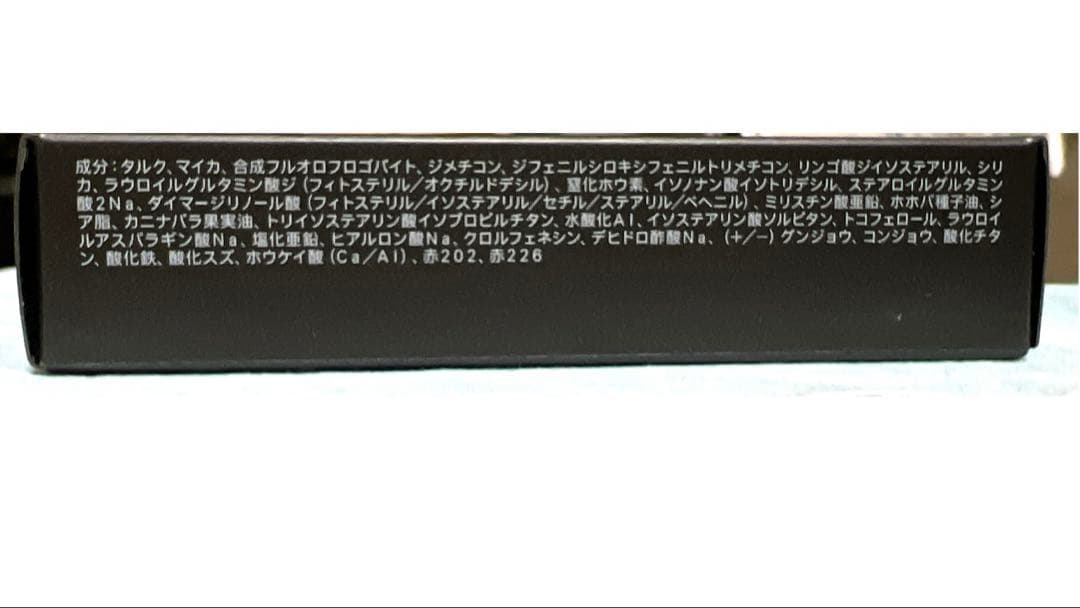 成分：タルク、マイカ、合成フルオロフロゴパイト、ジメチコン、ジフェニルシロキシフェニルトリメチコン、リンゴ酸ジイソステアリル、シリ
カ、ラウロイルグルタミン酸ジ（フィトステリル／オクチルドデシル）、窒化ホウ素、イソノナン酸イソトリデシル、ステアロイルグルタミン
酸2Na、ダイマージリノール酸（フィトステリル／イソステアリル／セチル／ステアリル／ベヘニル）、ミリスチン酸亜鉛、ホホバ種子油、シ
ア脂、カニナバラ果実油、トリイソステアリン酸イソプロピルチタン、水酸化Al、イソステアリン酸ソルビタン、トコフェロール、ラウロイ
ルアスパラギン酸Na、塩化亜鉛、ヒアルロン酸Na、クロルフェネシン、デヒドロ酢酸Na、（+/−）グンジョウ、コンジョウ、酸化チタ
ン、酸化鉄、酸化スズ、ホウケイ酸（Ca／Al）、赤202、赤226